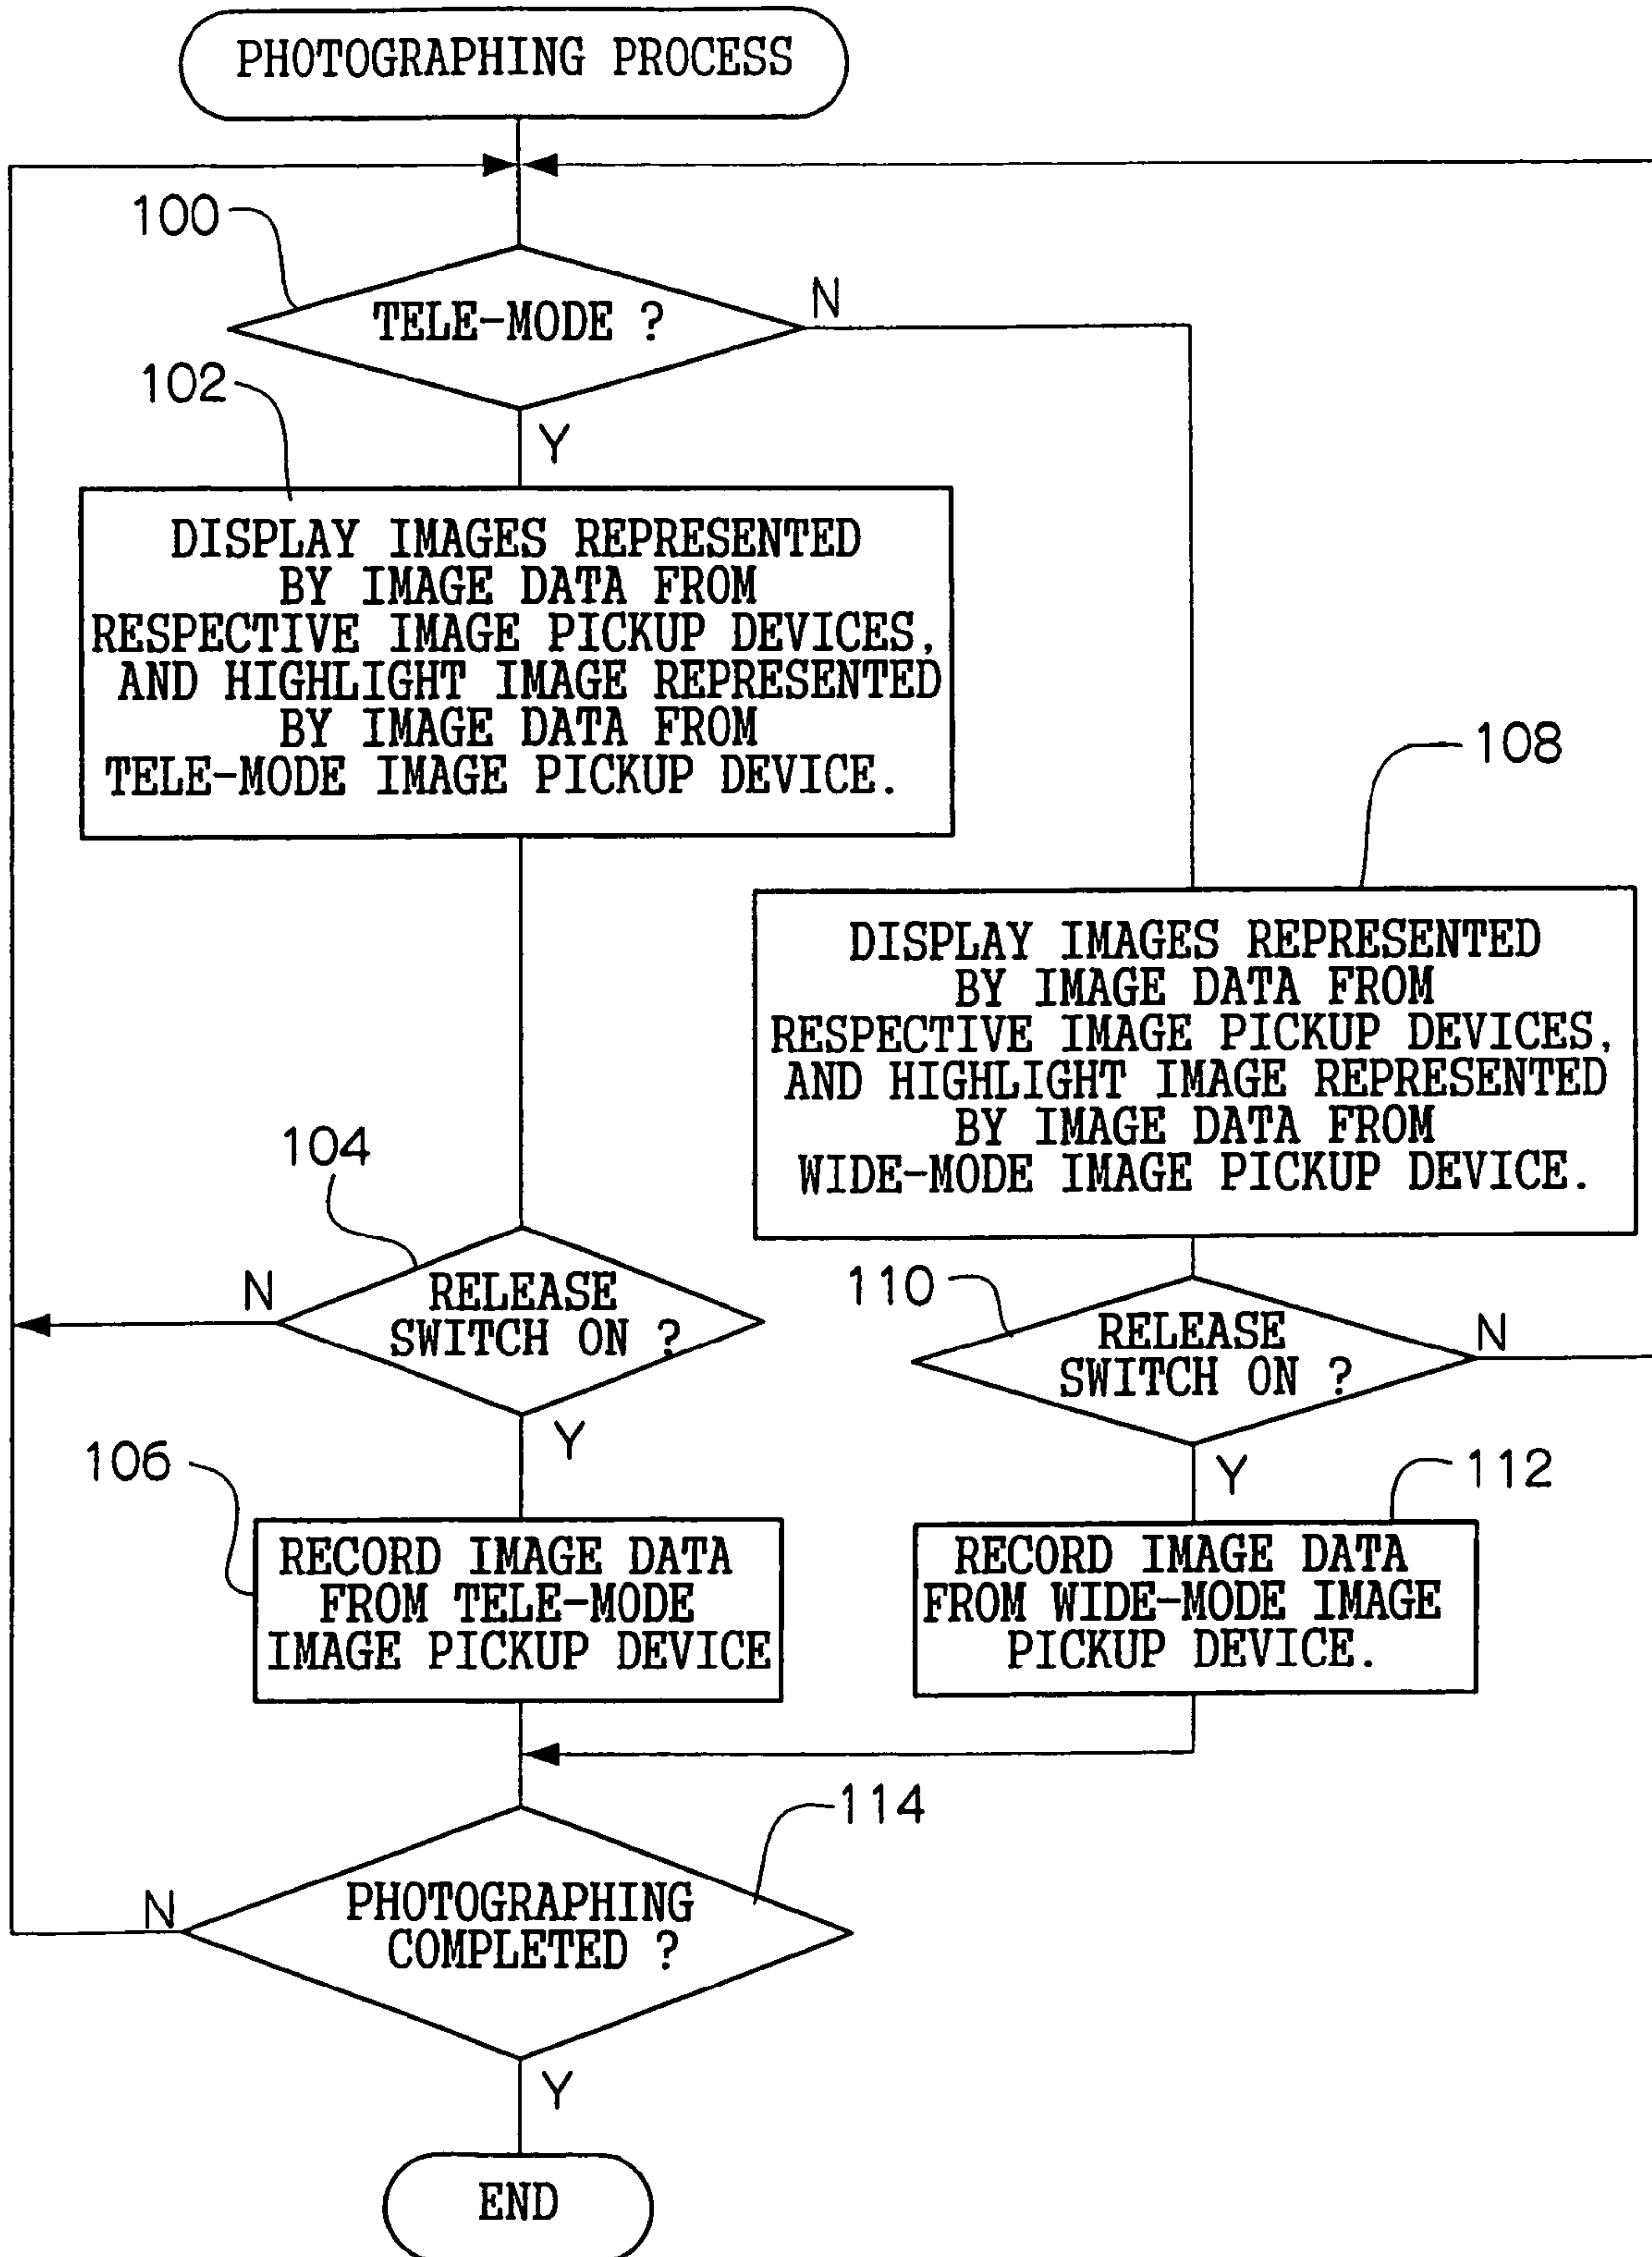 PHOTOGRAPHING PROCESS
100
TELE-MODE ?
N
102
Y
DISPLAY IMAGES REPRESENTED
BY IMAGE DATA FROM
RESPECTIVE IMAGE PICKUP DEVICES,
AND HIGHLIGHT IMAGE REPRESENTED
BY IMAGE DATA FROM
TELE-MODE IMAGE PICKUP DEVICE.
108
DISPLAY IMAGES REPRESENTED
BY IMAGE DATA FROM
RESPECTIVE IMAGE PICKUP DEVICES,
AND HIGHLIGHT IMAGE REPRESENTED
BY IMAGE DATA FROM
WIDE-MODE IMAGE PICKUP DEVICE.
104
N
RELEASE
SWITCH ON ?
Y
110
RELEASE
SWITCH ON ?
N
Y
106
RECORD IMAGE DATA
FROM TELE-MODE
IMAGE PICKUP DEVICE
112
RECORD IMAGE DATA
FROM WIDE-MODE IMAGE
PICKUP DEVICE.
114
N
PHOTOGRAPHING
COMPLETED ?
Y
END